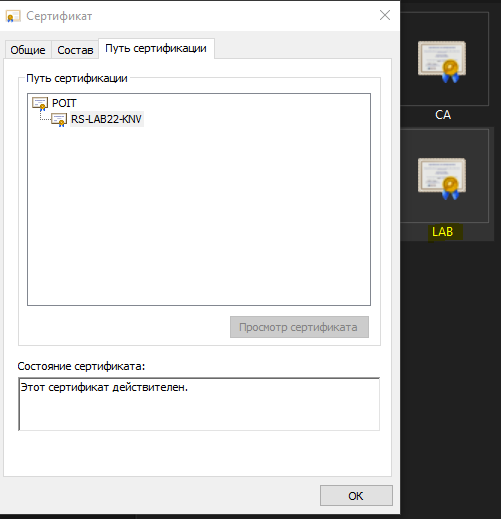 Сертификат
Общие
Состав
Путь сертификации
Путь сертификации
POIT
RS-LAB22-KNV
Просмотр сертификата
Состояние сертификата:
Этот сертификат действителен.
ОК
CA
LAB